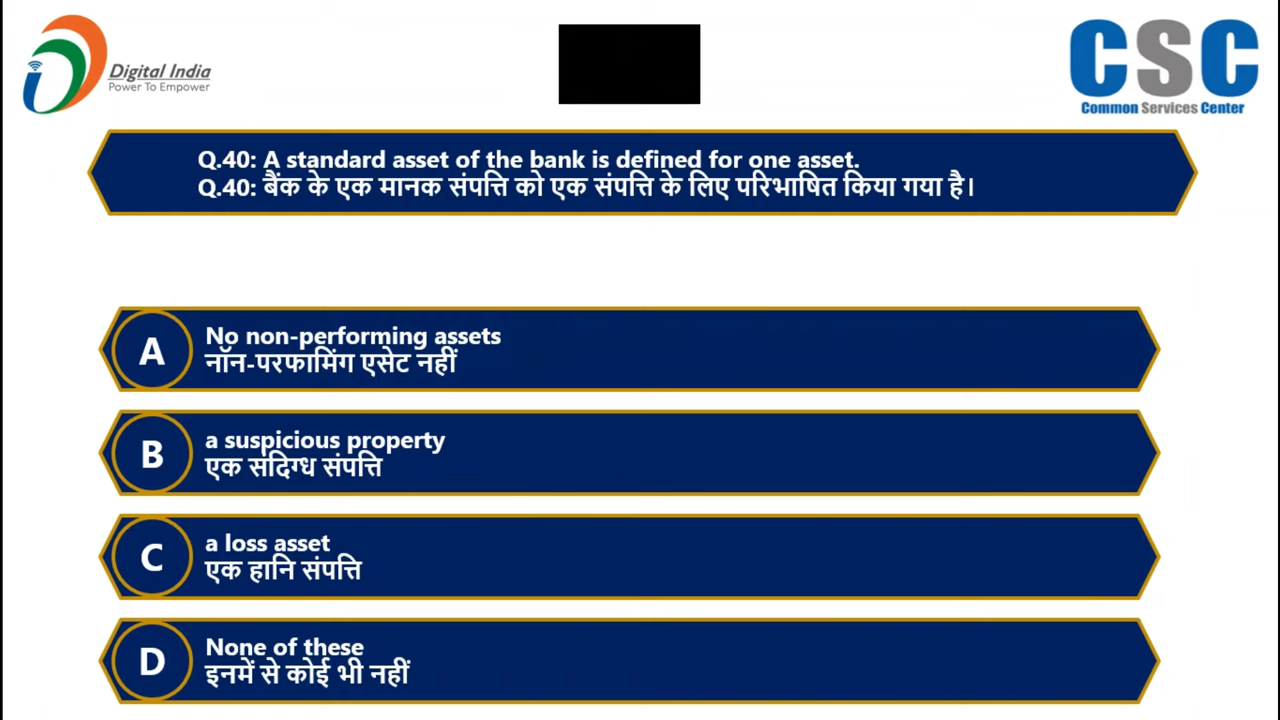 Digital India
Power To Empower
CSC
Common Services Center
Q.40: A standard asset of the bank is defined for one asset.
Q.40: बैंक के एक मानक संपत्ति को एक संपत्ति के लिए परिभाषित किया गया है।
A
No non-performing assets
नॉन-परफामिंग एसेट नहीं
B
a suspicious property
एक संदिग्ध संपत्ति
C
a loss asset
एक हानि संपत्ति
D
None of these
इनमें से कोई भी नहीं